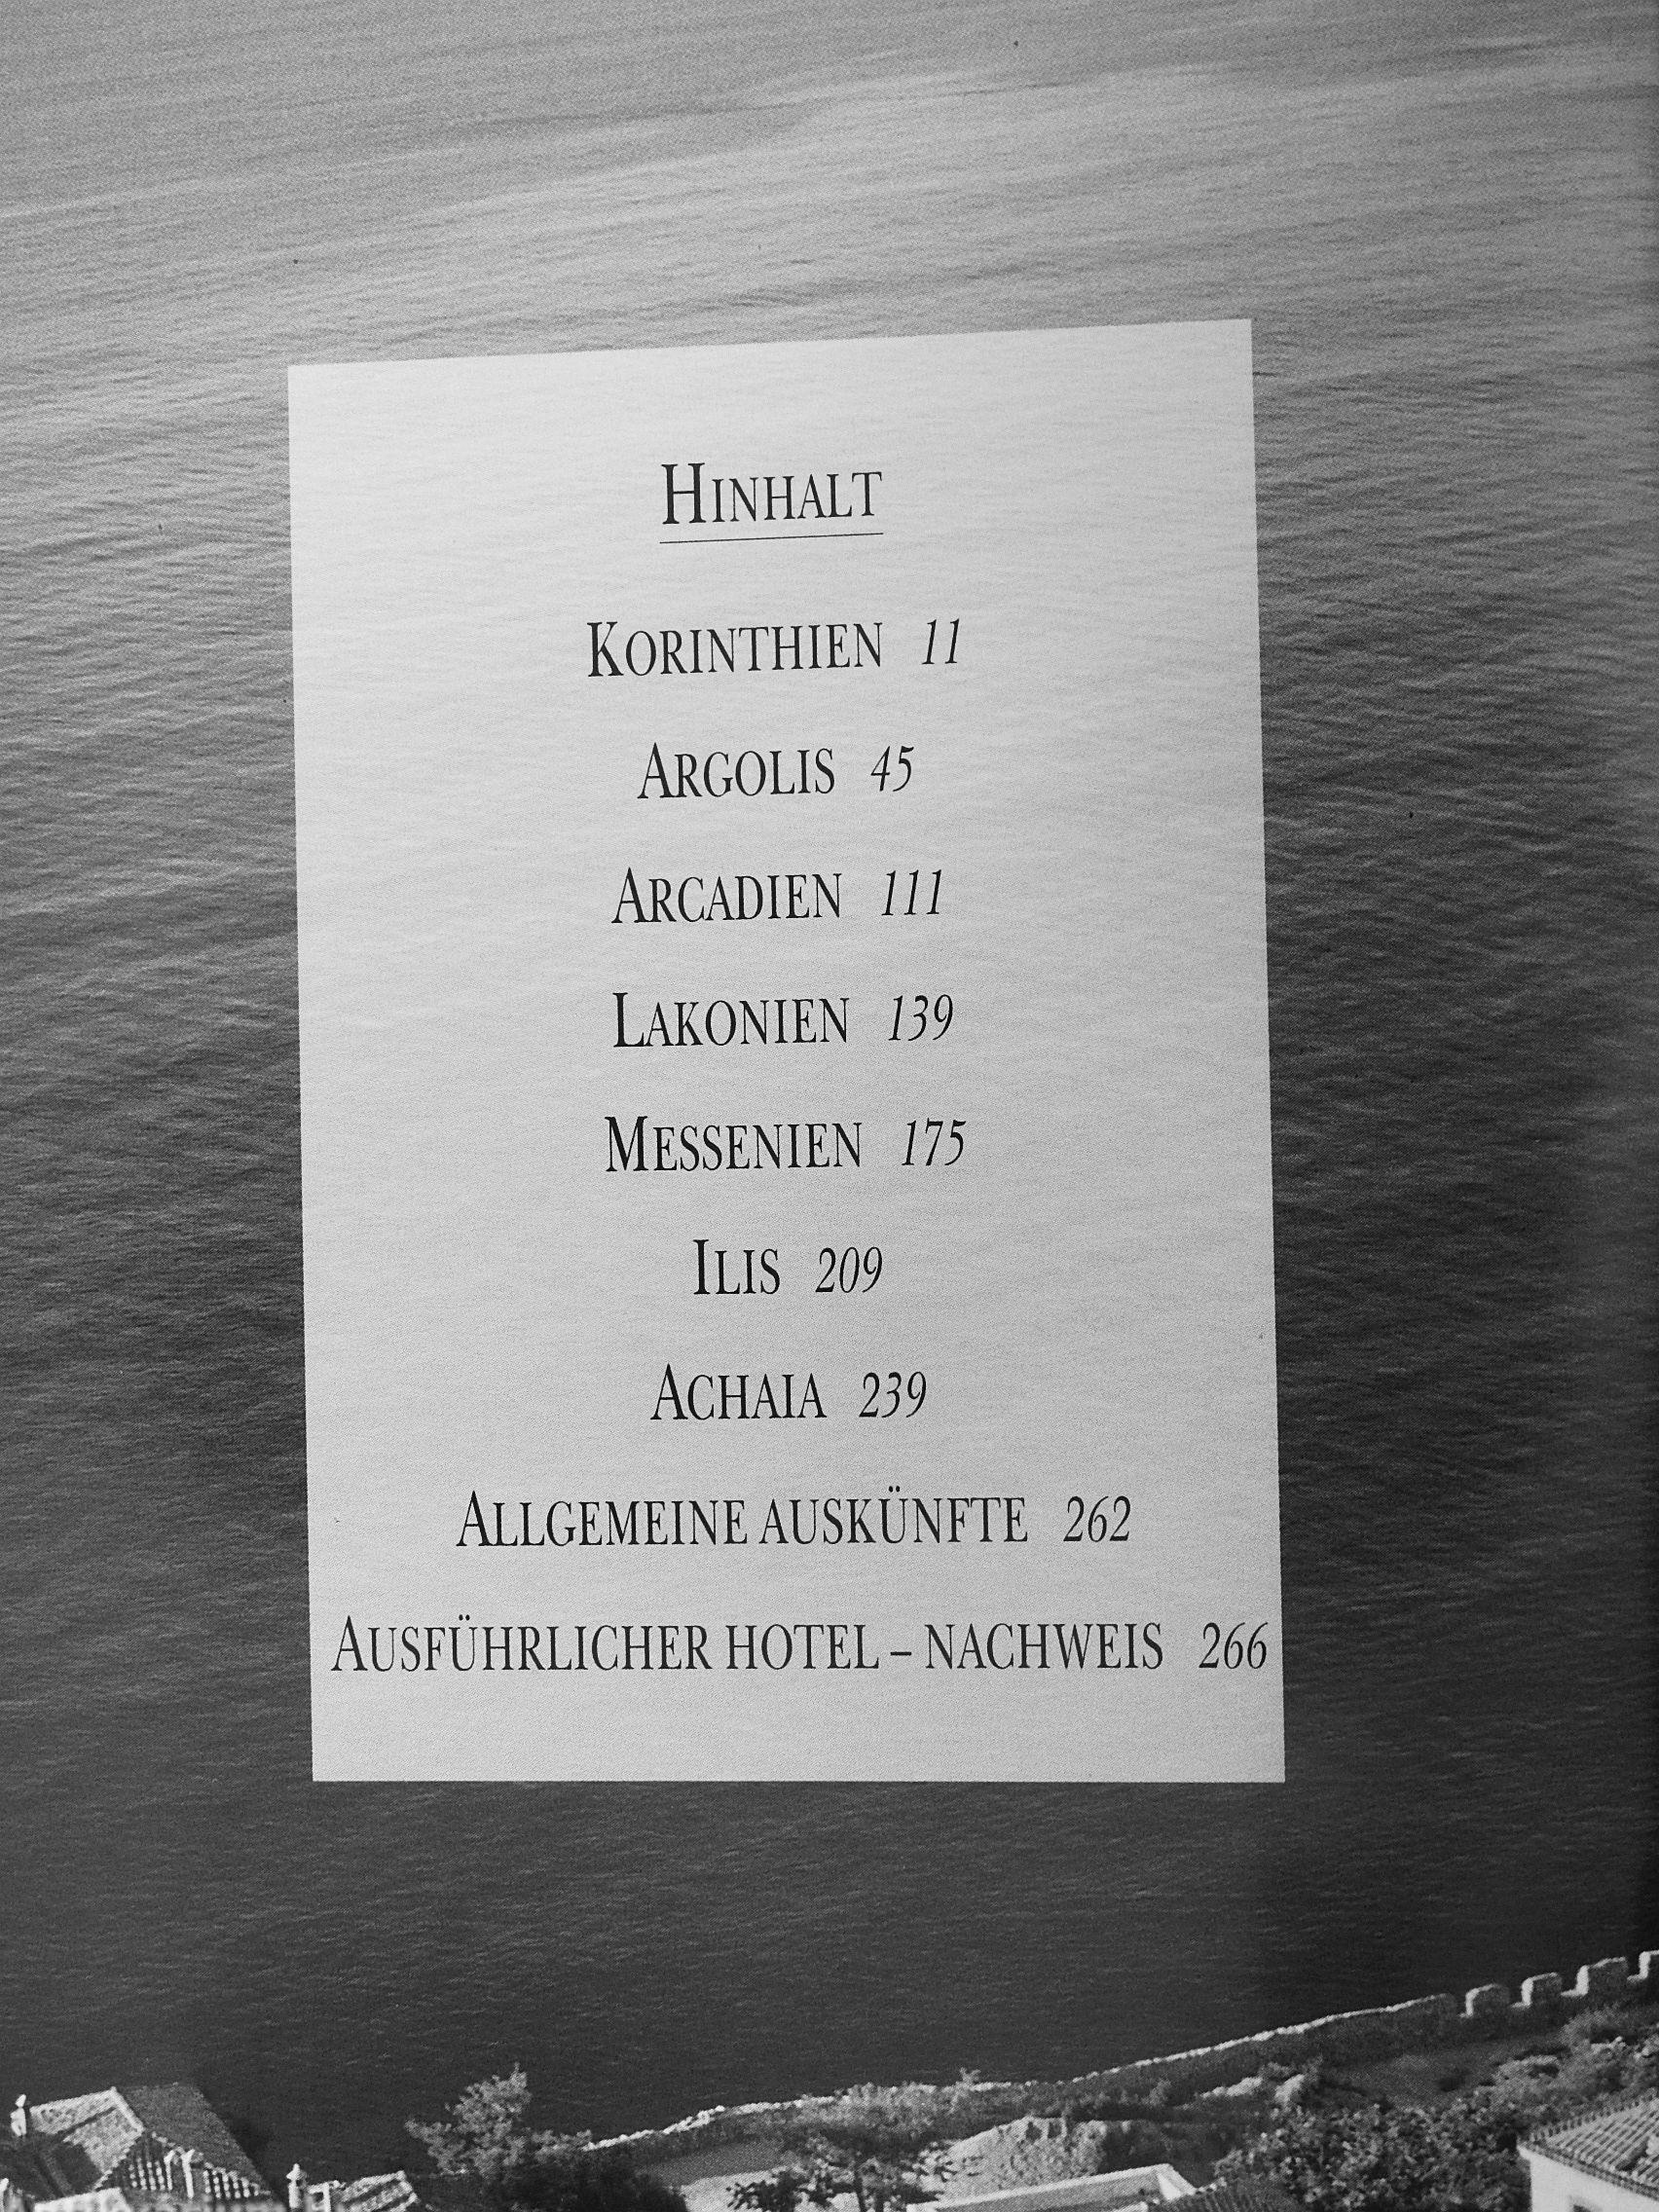 HINHALT
KORINTHIEN 11
ARGOLIS 45
ARCADIEN 111
LAKONIEN 139
MESSENIEN 175
ILIS 209
ACHAIA 239
ALLGEMEINE AUSKÜNFTE 262
AUSFÜHRLICHER HOTEL – NACHWEIS 266